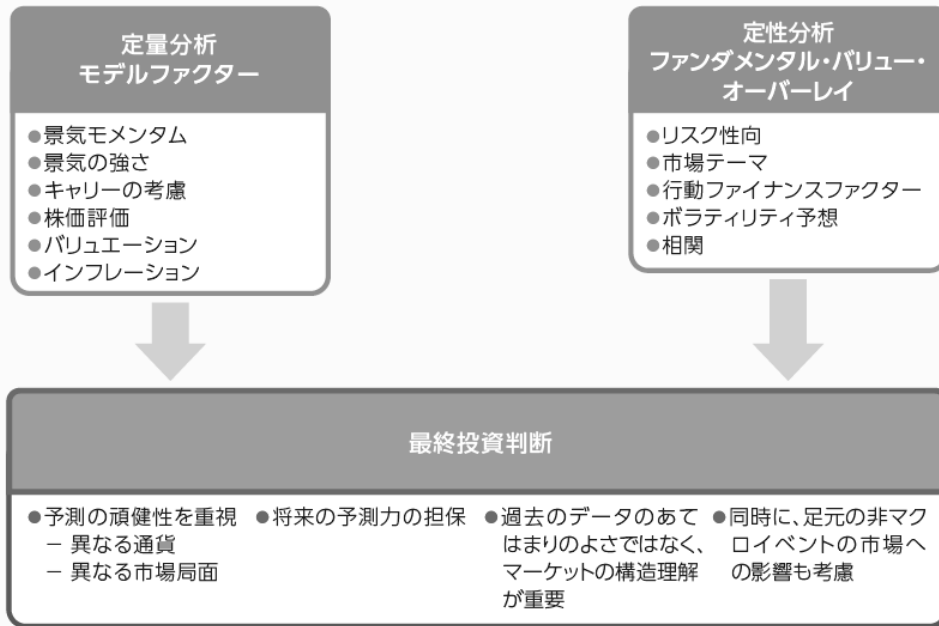 定量分析
モデルファクター
●景気モメンタム
●景気の強さ
●キャリーの考慮
●株価評価
●バリュエーション
●インフレーション
定性分析
ファンダメンタル・バリュー・
オーバーレイ
●リスク性向
●市場テーマ
●行動ファイナンスファクター
●ボラティリティ予想
●相関
最終投資判断
●予測の頑健性を重視
− 異なる通貨
− 異なる市場局面
●将来の予測力の担保
●過去のデータのあて
はまりのよさではなく、
マーケットの構造理解
が重要
●同時に、足元の非マク
ロイベントの市場へ
の影響も考慮